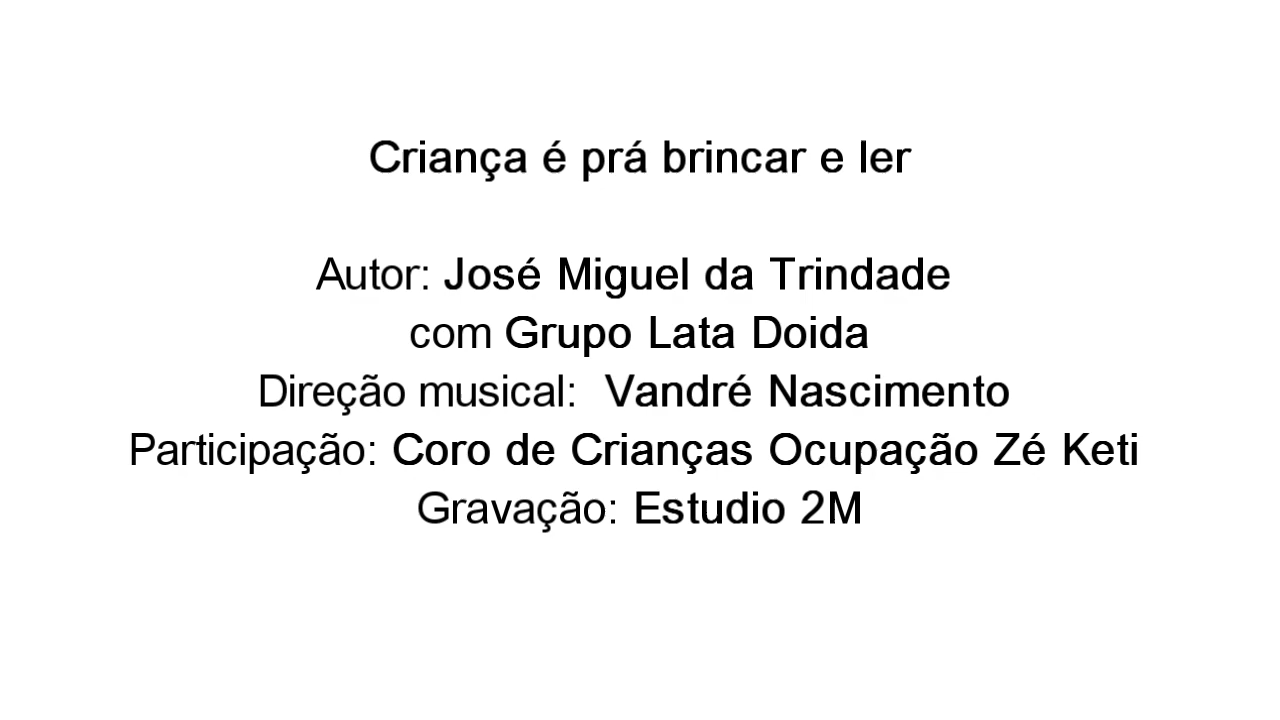 Criança é prá brincar e ler
Autor: José Miguel da Trindade
com Grupo Lata Doida
Direção musical: Vandré Nascimento
Participação: Coro de Crianças Ocupação Zé Keti
Gravação: Estudio 2M